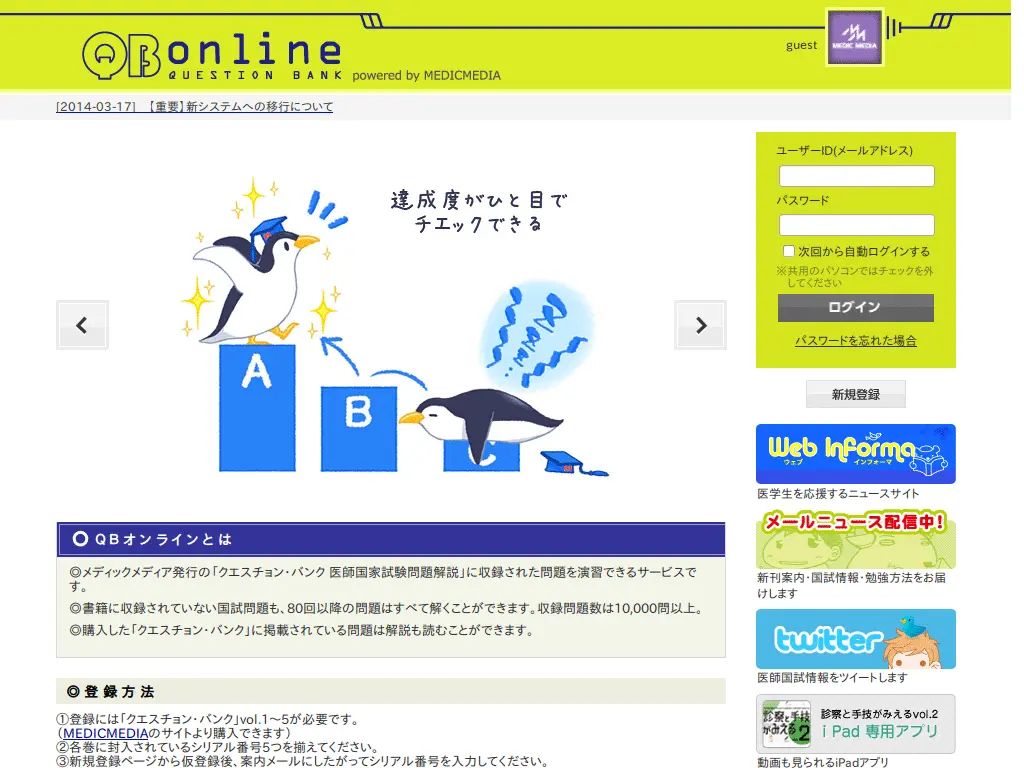 QB online
QUESTION BANK powered by MEDICMEDIA
guest
MEDIC MEDIA
[2014-03-17] 【重要】新システムへの移行について
達成度がひと目で
チェックできる
A
B
C
ユーザーID(メールアドレス)
パスワード
次回から自動ログインする
※共用のパソコンではチェックを外
してください
ログイン
パスワードを忘れた場合
新規登録
Web Informa
ウェブ インフォーマ
医学生を応援するニュースサイト
メールニュース配信中!
新刊案内・国試情報・勉強方法をお届
けします
twitter
医師国試情報をツイートします
診察と手技
がみえる
vol.2
診察と手技がみえるvol.2
iPad 専用アプリ
動画も見られるiPadアプリ
QBオンラインとは
◎メディックメディア発行の「クエスチョン・バンク 医師国家試験問題解説」に収録された問題を演習できるサービスで
す。
◎書籍に収録されていない国試問題も、80回以降の問題はすべて解くことができます。収録問題数は10,000問以上。
◎購入した「クエスチョン・バンク」に掲載されている問題は解説も読むことができます。
◎登録方法
①登録には「クエスチョン・バンク」vol.1～5が必要です。
（MEDICMEDIAのサイトより購入できます）
②各巻に封入されているシリアル番号5つを揃えてください。
③新規登録ページから仮登録後、案内メールにしたがってシリアル番号を入力してください。